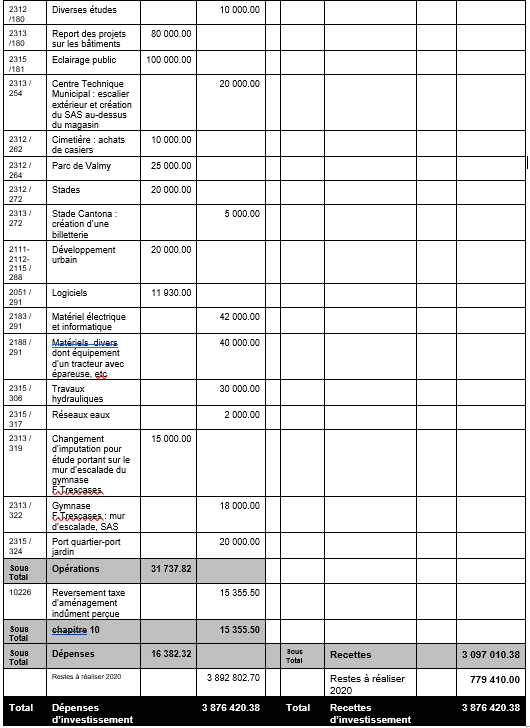 2312 Diverses études 10 000.00
/180
2313 Report des projets 80 000.00
/180 sur les bâtiments
2315 Eclairage public 100 000.00
/181
2313 / Centre Technique 20 000.00
254 Municipal : escalier
extérieur et création
du SAS au-dessus
du magasin
2312 / Cimetière : achats 10 000.00
262 de casiers
2312 / Parc de Valmy 25 000.00
264
2312 / Stades 20 000.00
272
2313 / Stade Cantona : 5 000.00
272 création d'une
billetterie
2111- Développement 20 000.00
2112- urbain
2115 /
288
2051 / Logiciels 11 930.00
291
2183 / Matériel électrique 42 000.00
291 et informatique
2188 / Matériels divers 40 000.00
291 dont équipement
d'un tracteur avec
épareuse, etc
2315 / Travaux 30 000.00
306 hydrauliques
2315 / Réseaux eaux 2 000.00
317
2313 / Changement 15 000.00
319 d'imputation pour
étude portant sur le
mur d'escalade du
gymnase
F.Trescases
2313 / Gymnase 18 000.00
322 F.Trescases : mur
d'escalade, SAS
2315 / Port quartier-port 20 000.00
324 jardin
Sous Opérations 31 737.82
Total
10226 Reversement taxe 15 355.50
d'aménagement
indûment perçue
Sous chapitre 10 15 355.50
Total
Sous Dépenses 16 382.32 Sous Recettes 3 097 010.38
Total Total
Restes à réaliser 2020 3 892 802.70 Restes à réaliser 779 410.00
2020
Total Dépenses 3 876 420.38 Total Recettes 3 876 420.38
d'investissement d'investissement